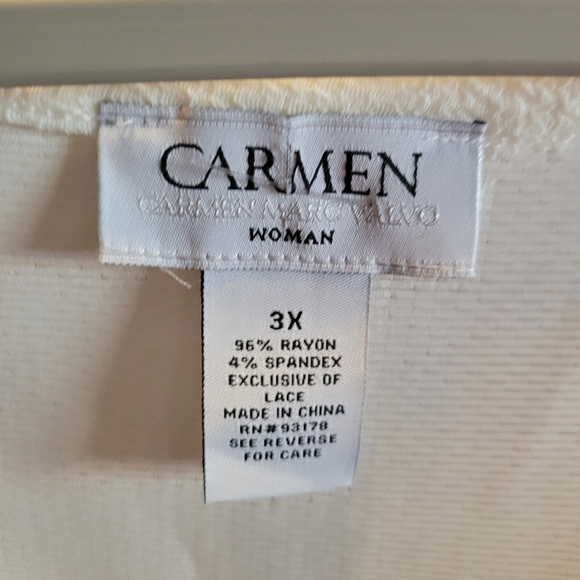 CARMEN
CARMEN MARC VALVO
WOMAN
3X
96% RAYON
4% SPANDEX
EXCLUSIVE OF
LACE
MADE IN CHINA
RN#93178
SEE REVERSE
FOR CARE